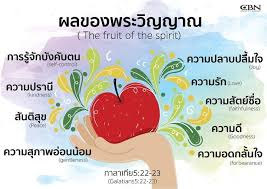 CBN
ผลของพระวิญญาณ
( The fruit of the spirit)
การรู้จักบังคับตน
(self-control)
ความปรานี
(kindness)
สันติสุข
(Peace)
ความสุภาพอ่อนน้อม
(gentleness)
ความปลาบปลื้มใจ
(Joy)
ความรัก (Love)
ความสัตย์ซื่อ
(faithfulness)
ความดี
(Goodness)
ความอดกลั้นใจ
(forbearance)
กาลาเทีย5:22-23
(Galatians5:22-23)